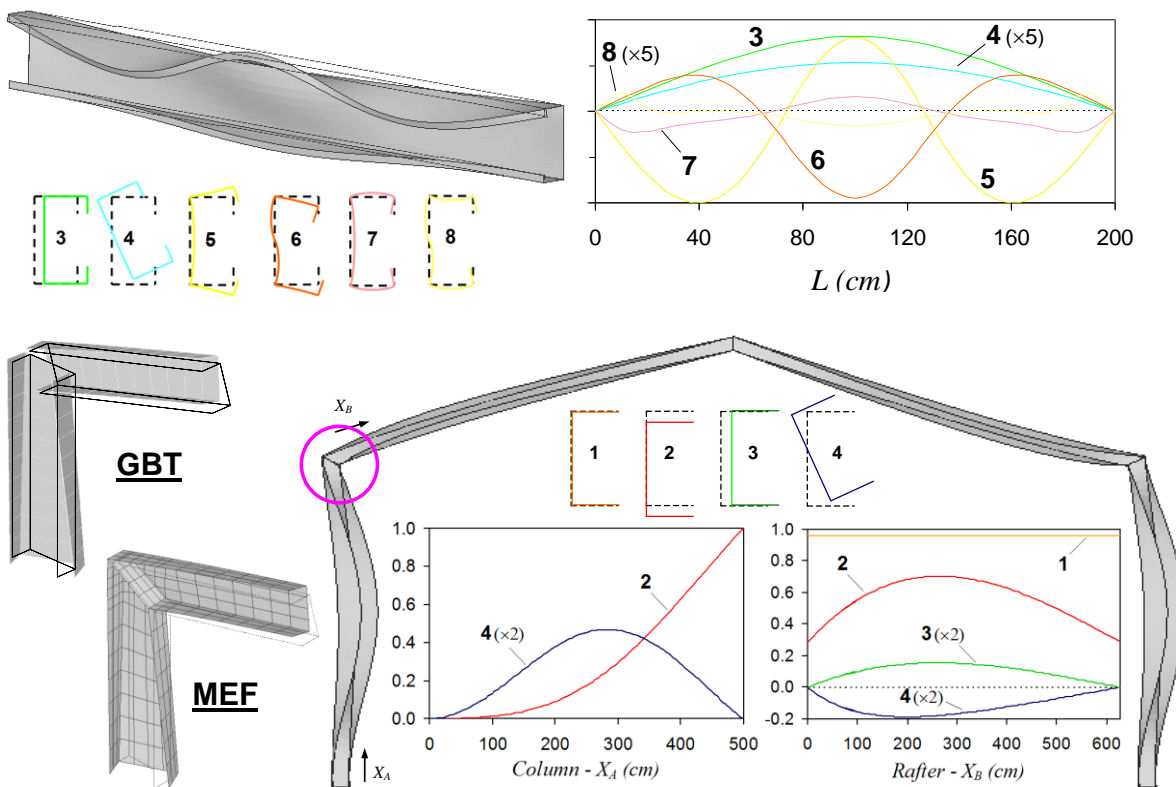 3
4 (×5)
8 (×5)
7
6
5
0 40 80 120 160 200
L (cm)
3 4 5 6 7 8
X_B
GBT
1 2 3 4
MEF
1.0
0.8
0.6
0.4
0.2
0.0
2
4 (×2)
0 100 200 300 400 500
Column - X_A (cm)
X_A
1.0
0.8
0.6
0.4
0.2
0.0
-0.2
1
2
3 (×2)
4 (×2)
0 100 200 300 400 500 600
Rafter - X_B (cm)